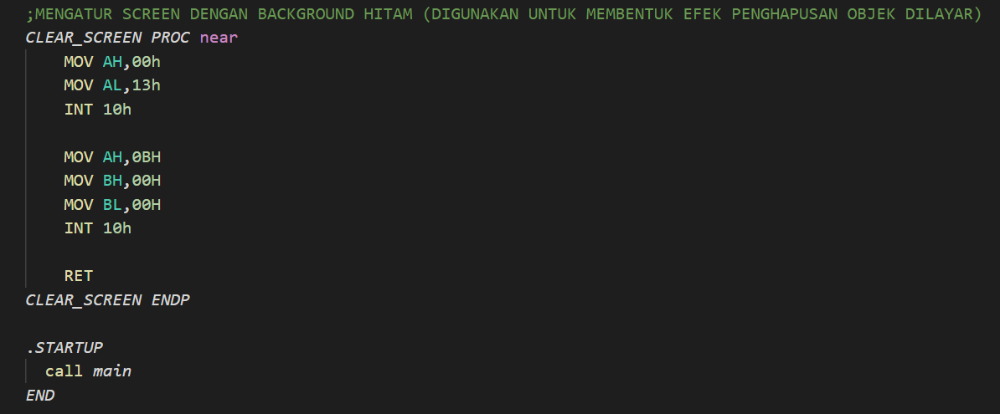 ;MENGATUR SCREEN DENGAN BACKGROUND HITAM (DIGUNAKAN UNTUK MEMBENTUK EFEK PENGHAPUSAN OBJEK DILAYAR)
CLEAR_SCREEN PROC near
    MOV AH,00h
    MOV AL,13h
    INT 10h

    MOV AH,0BH
    MOV BH,00H
    MOV BL,00H
    INT 10h

    RET
CLEAR_SCREEN ENDP

.STARTUP
  call main
END